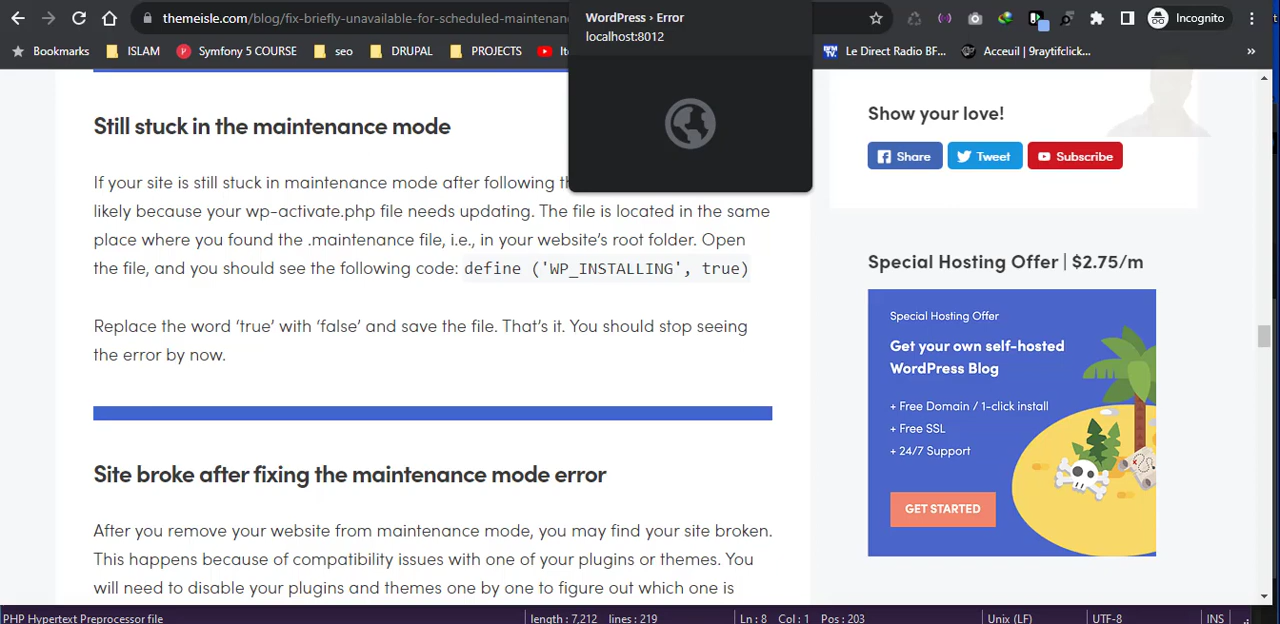 themeisle.com/blog/fix-briefly-unavailable-for-scheduled-maintenan
WordPress › Error
localhost:8012
Incognito
Bookmarks
ISLAM
Symfony 5 COURSE
seo
DRUPAL
PROJECTS
Ite
BFM.
TV.
Le Direct Radio BF...
Acceuil | 9raytifclick...
»
Still stuck in the maintenance mode
If your site is still stuck in maintenance mode after following th
likely because your wp-activate.php file needs updating. The file is located in the same
place where you found the .maintenance file, i.e., in your website’s root folder. Open
the file, and you should see the following code: define ('WP_INSTALLING', true)
Replace the word ‘true’ with ‘false’ and save the file. That’s it. You should stop seeing
the error by now.
Site broke after fixing the maintenance mode error
After you remove your website from maintenance mode, you may find your site broken.
This happens because of compatibility issues with one of your plugins or themes. You
will need to disable your plugins and themes one by one to figure out which one is
Show your love!
Share
Tweet
Subscribe
Special Hosting Offer | $2.75/m
Special Hosting Offer
Get your own self-hosted
WordPress Blog
+ Free Domain / 1-click install
+ Free SSL
+ 24/7 Support
GET STARTED
PHP Hypertext Preprocessor file
length : 7,212 lines : 219
Ln : 8 Col : 1 Pos : 203
Unix (LF)
UTF-8
INS